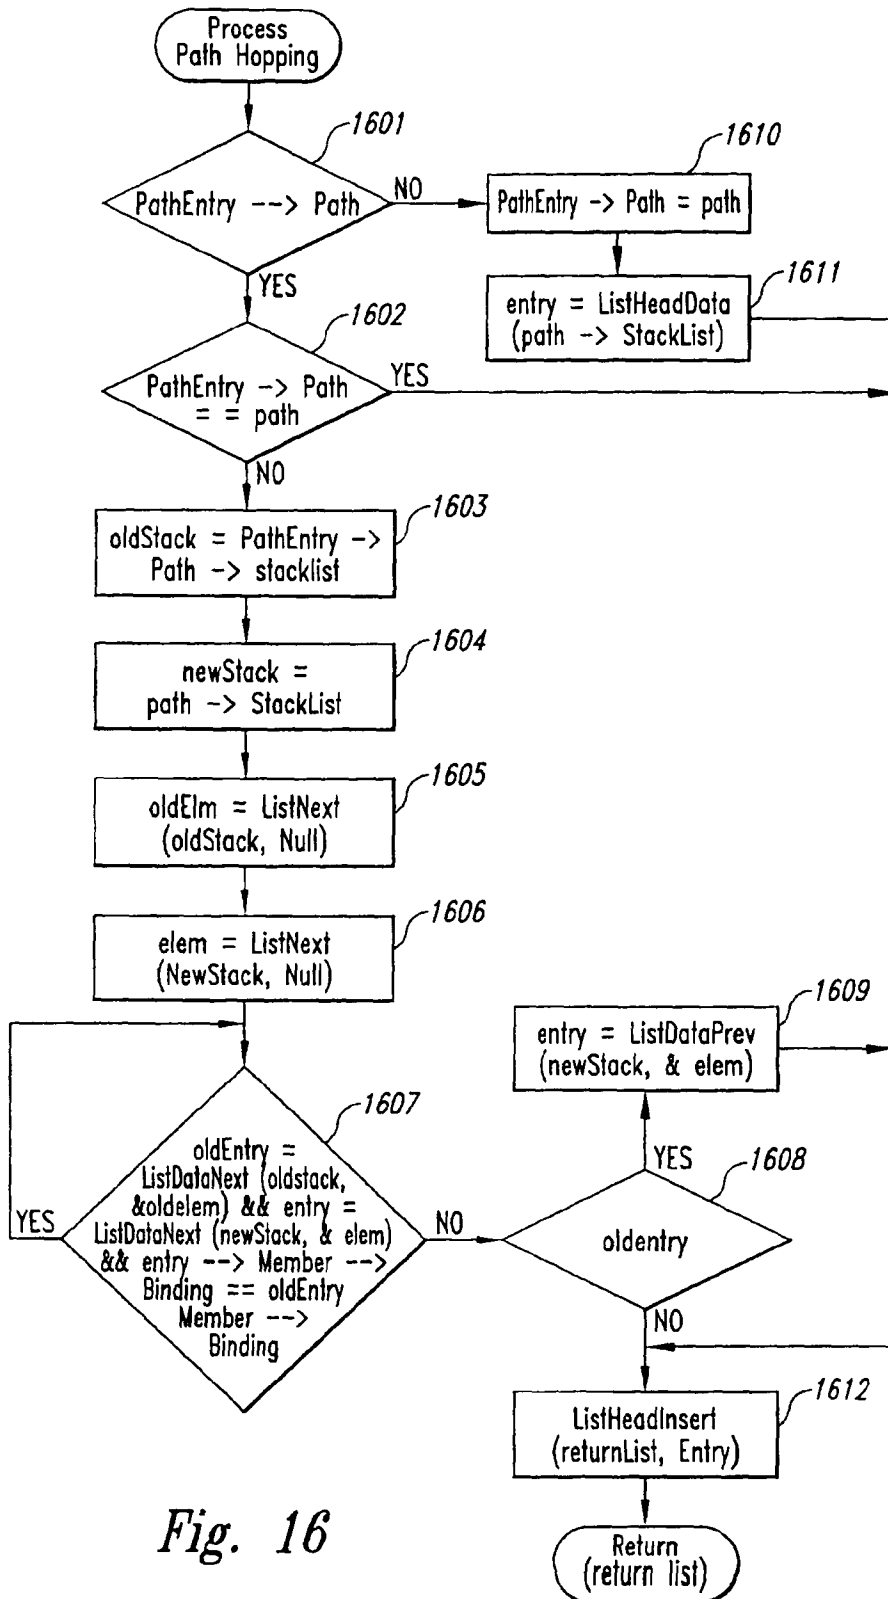 Process
Path Hopping
1601
PathEntry --> Path
NO
YES
1610
PathEntry -> Path = path
1611
entry = ListHeadData
(path -> StackList)
1602
PathEntry -> Path
= = path
YES
NO
1603
oldStack = PathEntry ->
Path -> stacklist
1604
newStack =
path -> StackList
1605
oldElm = ListNext
(oldStack, Null)
1606
elem = ListNext
(NewStack, Null)
1609
entry = ListDataPrev
(newStack, & elem)
1607
oldEntry =
ListDataNext (oldstack,
&oldelem) && entry =
ListDataNext (newStack, & elem)
&& entry --> Member -->
Binding == oldEntry
Member -->
Binding
YES
NO
1608
YES
oldentry
NO
1612
ListHeadInsert
(returnList, Entry)
Return
(return list)
Fig. 16